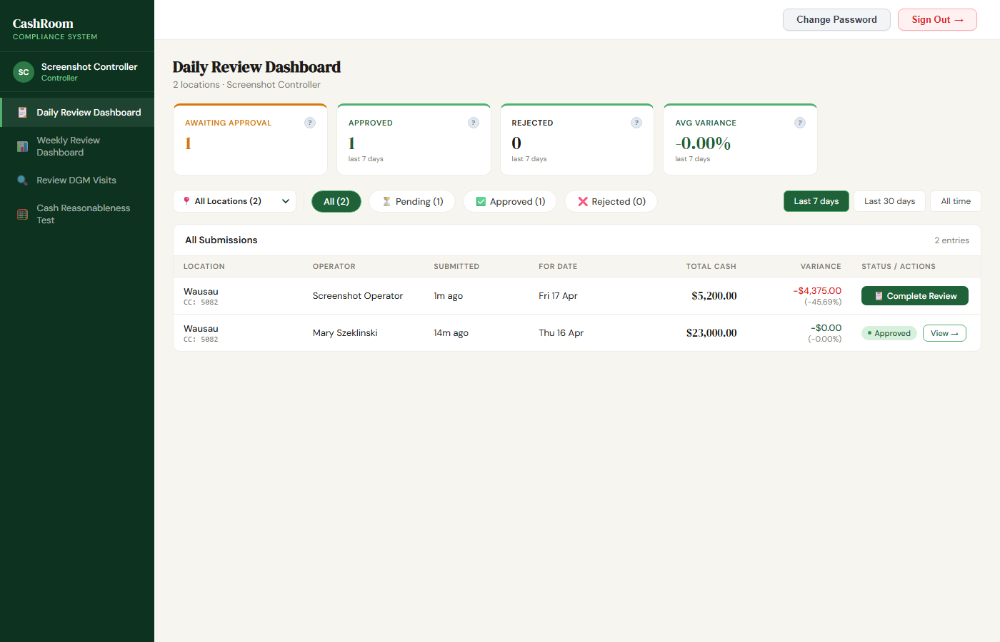 CashRoom
COMPLIANCE SYSTEM
SC
Screenshot Controller
Controller
Daily Review Dashboard
Weekly Review
Dashboard
Review DGM Visits
Cash Reasonableness
Test
Change Password
Sign Out →
Daily Review Dashboard
2 locations · Screenshot Controller
AWAITING APPROVAL ?
1
APPROVED ?
1
last 7 days
REJECTED ?
0
last 7 days
AVG VARIANCE ?
-0.00%
last 7 days
All Locations (2)
All (2)
Pending (1)
Approved (1)
Rejected (0)
Last 7 days
Last 30 days
All time
All Submissions
2 entries
LOCATION OPERATOR SUBMITTED FOR DATE TOTAL CASH VARIANCE STATUS / ACTIONS
Wausau Screenshot Operator 1m ago Fri 17 Apr $5,200.00 -$4,375.00 Complete Review
CC: 5082 (-45.69%)
Wausau Mary Szeklinski 14m ago Thu 16 Apr $23,000.00 -$0.00 Approved View →
CC: 5082 (-0.00%)